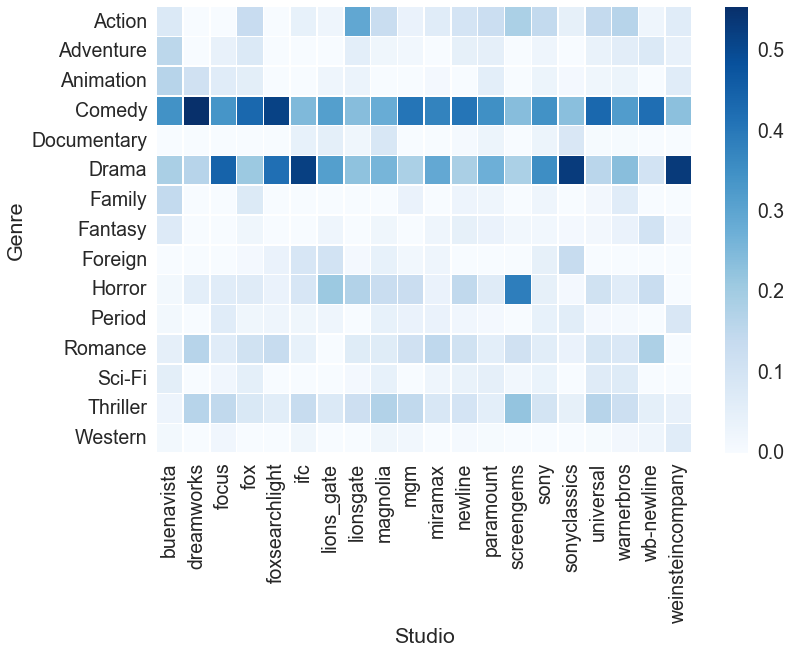 Action
Adventure
Animation
Comedy
Documentary
Drama
Family
Fantasy
Foreign
Horror
Period
Romance
Sci-Fi
Thriller
Western
Genre
buenavista
dreamworks
focus
fox
foxsearchlight
ifc
lions_gate
lionsgate
magnolia
mgm
miramax
newline
paramount
screengems
sony
sonyclassics
universal
warnerbros
wb-newline
weinsteincompany
Studio
0.5
0.4
0.3
0.2
0.1
0.0